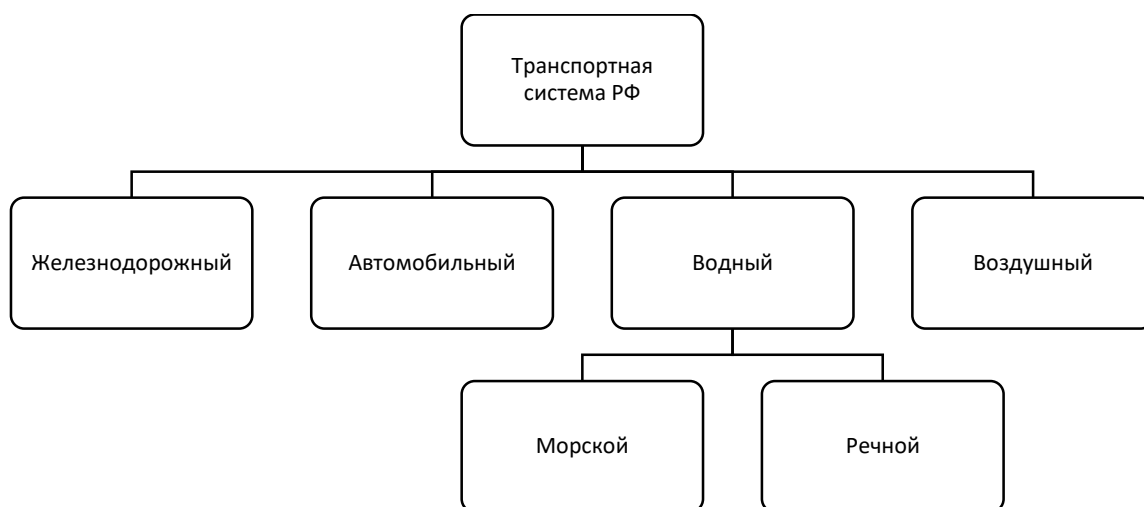 Транспортная
система РФ
Железнодорожный
Автомобильный
Водный
Воздушный
Морской
Речной